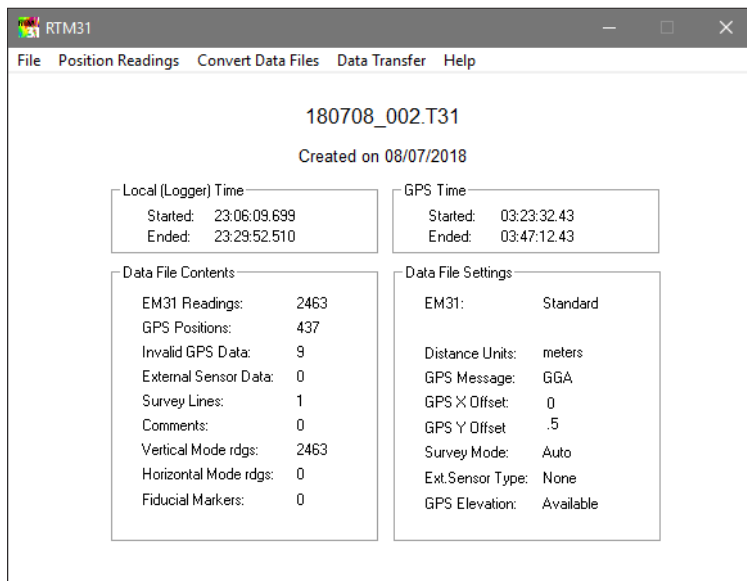 RTM31
File Position Readings Convert Data Files Data Transfer Help
180708_002.T31
Created on 08/07/2018
Local (Logger) Time
Started: 23:06:09.699
Ended: 23:29:52.510
GPS Time
Started: 03:23:32.43
Ended: 03:47:12.43
Data File Contents
EM31 Readings: 2463
GPS Positions: 437
Invalid GPS Data: 9
External Sensor Data: 0
Survey Lines: 1
Comments: 0
Vertical Mode rdgs: 2463
Horizontal Mode rdgs: 0
Fiducial Markers: 0
Data File Settings
EM31: Standard
Distance Units: meters
GPS Message: GGA
GPS X Offset: 0
GPS Y Offset .5
Survey Mode: Auto
Ext.Sensor Type: None
GPS Elevation: Available